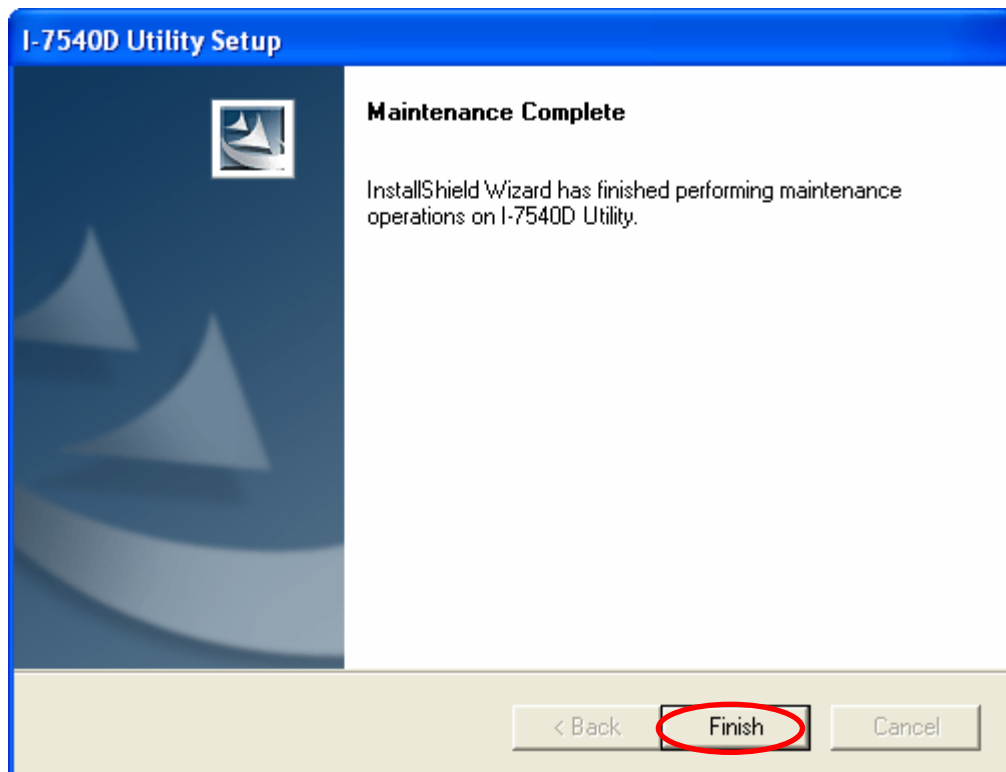 I-7540D Utility Setup
Maintenance Complete
InstallShield Wizard has finished performing maintenance
operations on I-7540D Utility.
< Back Finish Cancel